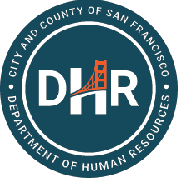 CITY AND COUNTY OF SAN FRANCISCO
DHR
DEPARTMENT OF HUMAN RESOURCES